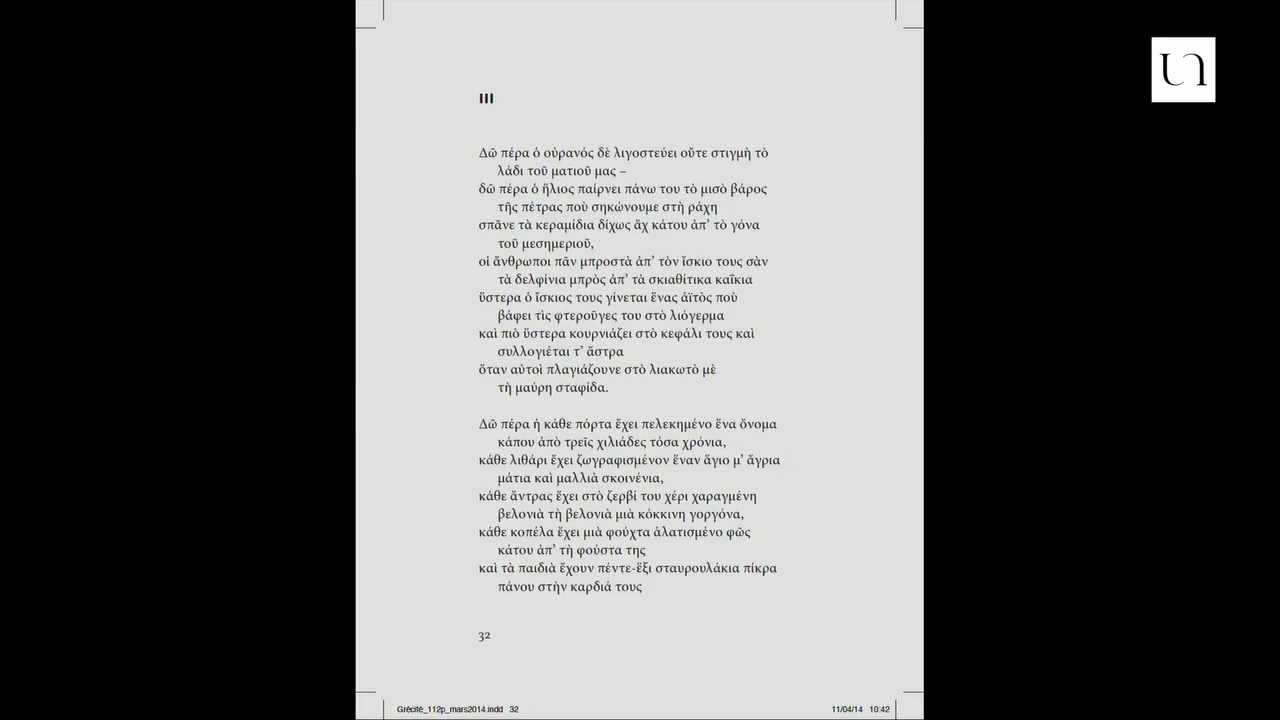 III
Δῶ πέρα ὁ οὐρανός δὲ λιγοστεύει οὔτε στιγμὴ τὸ
λάδι τοῦ ματιοῦ μας –
δῶ πέρα ὁ ἥλιος παίρνει πάνω του τὸ μισὸ βάρος
τῆς πέτρας ποὺ σηκώνουμε στὴ ράχη
σπᾶνε τὰ κεραμίδια δίχως ἄχ κάτου ἀπ’ τὸ γόνα
τοῦ μεσημεριοῦ,
οἱ ἄνθρωποι πᾶν μπροστὰ ἀπ’ τὸν ἴσκιο τους σὰν
τὰ δελφίνια μπρὸς ἀπ’ τὰ σκιαθίτικα καΐκια
ὕστερα ὁ ἴσκιος τους γίνεται ἕνας ἀϊτὸς ποὺ
βάφει τὶς φτεροῦγες του στὸ λιόγερμα
καὶ πιὸ ὕστερα κουρνιάζει στὸ κεφάλι τους καὶ
συλλογιέται τ’ ἄστρα
ὅταν αὐτοὶ πλαγιάζουνε στὸ λιακωτὸ μὲ
τὴ μαύρη σταφίδα.
Δῶ πέρα ἡ κάθε πόρτα ἔχει πελεκημένο ἕνα ὄνομα
κάπου ἀπὸ τρεῖς χιλιάδες τόσα χρόνια,
κάθε λιθάρι ἔχει ζωγραφισμένον ἕναν ἅγιο μ’ ἄγρια
μάτια καὶ μαλλιὰ σκοινένια,
κάθε ἄντρας ἔχει στὸ ζερβί του χέρι χαραγμένη
βελονιὰ τὴ βελονιὰ μιὰ κόκκινη γοργόνα,
κάθε κοπέλα ἔχει μιὰ φούχτα ἁλατισμένο φῶς
κάτου ἀπ’ τὴ φούστα της
καὶ τὰ παιδιὰ ἔχουν πέντε-ἕξι σταυρουλάκια πίκρα
πάνου στὴν καρδιά τους
32
Grécité_112p_mars2014.indd 32
11/04/14 10:42